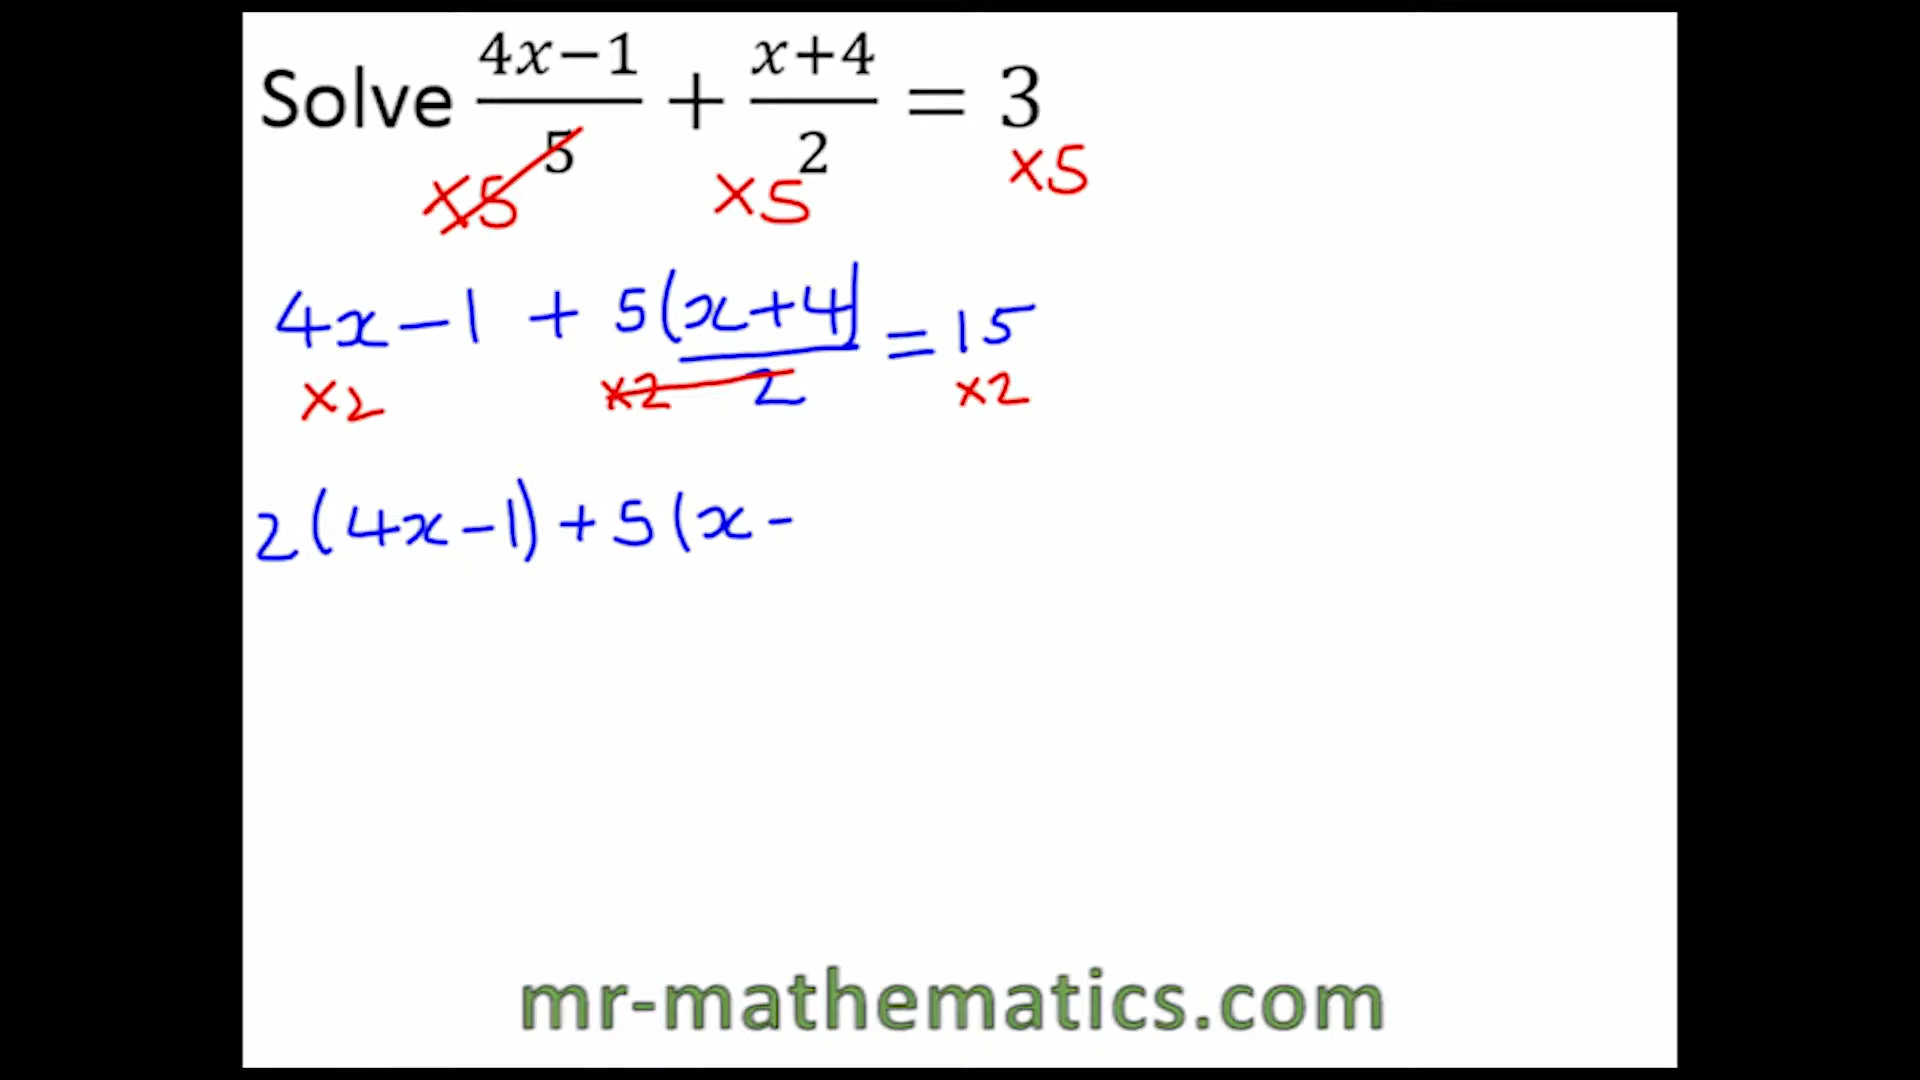 Solve (4x−1)/5 + (x+4)/2 = 3
×5 ×5 ×5
4x − 1 + 5(x+4)/2 = 15
×2 ×2 ×2
2(4x−1) + 5(x −
mr-mathematics.com